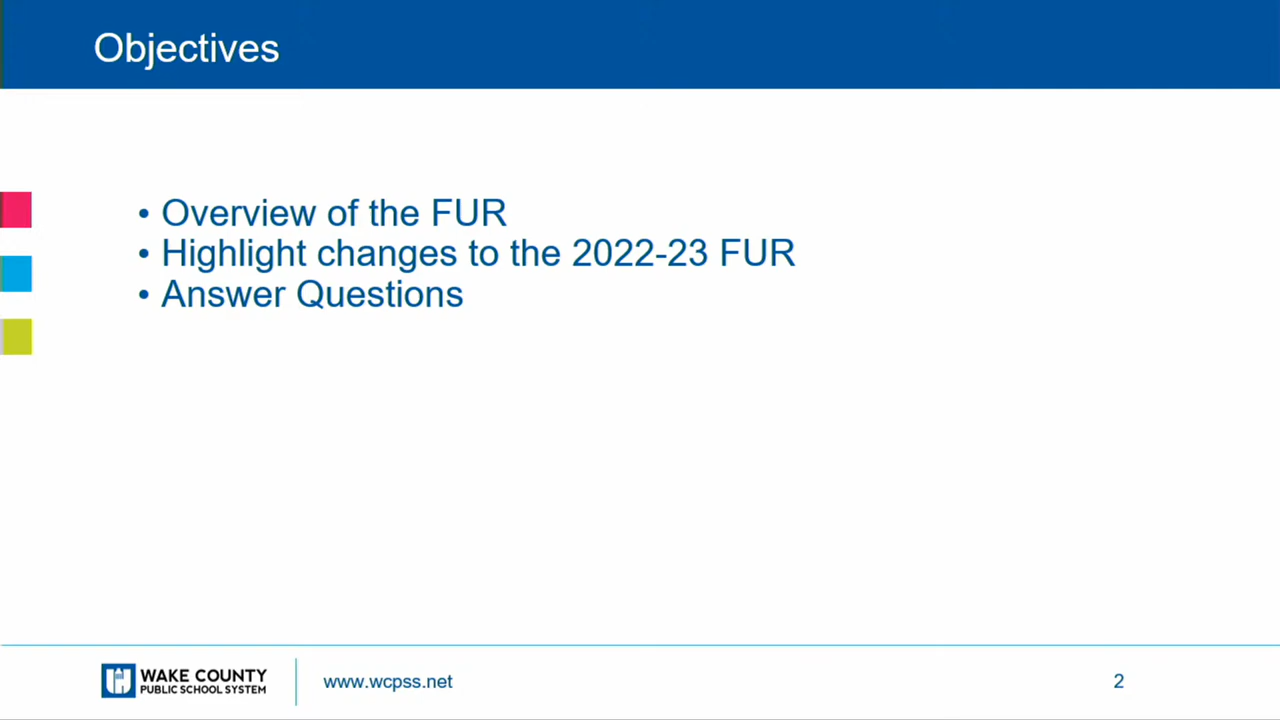 Objectives
• Overview of the FUR
• Highlight changes to the 2022-23 FUR
• Answer Questions
WAKE COUNTY
PUBLIC SCHOOL SYSTEM
www.wcpss.net
2